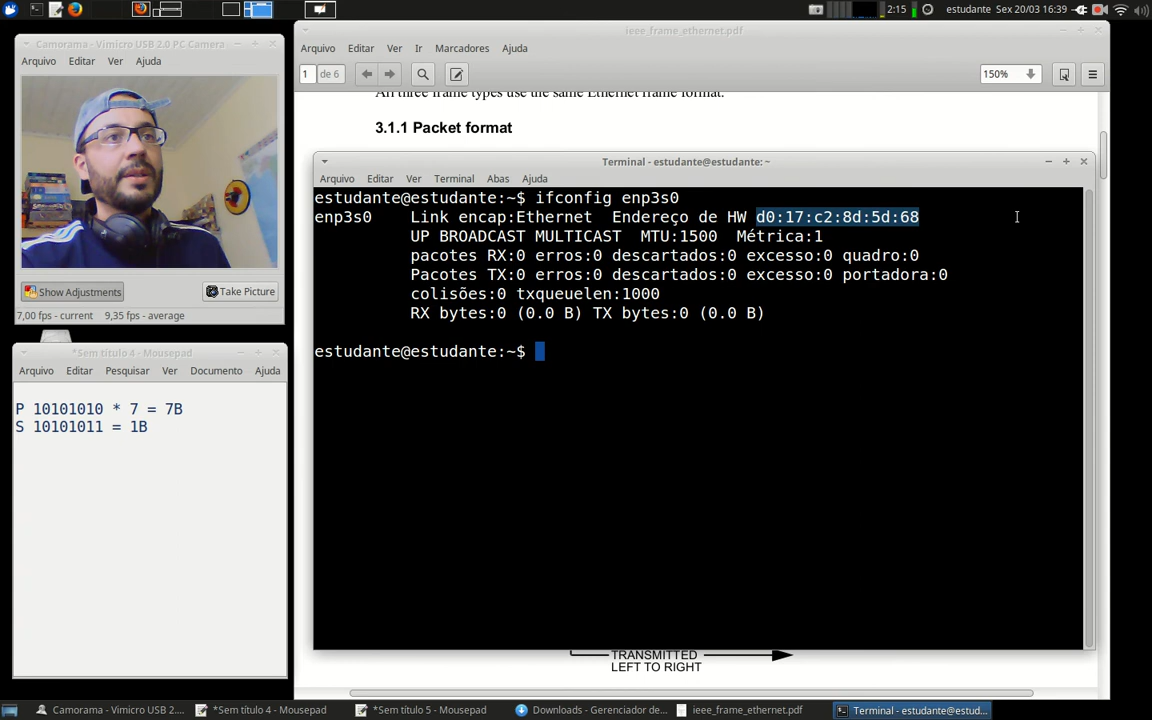 2:15
estudante Sex 20/03 16:39
Camorama - Vimicro USB 2.0 PC Camera
Arquivo Editar Ver Ajuda
Show Adjustments
Take Picture
7,00 fps - current 9,35 fps - average
*Sem título 4 - Mousepad
Arquivo Editar Pesquisar Ver Documento Ajuda
P 10101010 * 7 = 7B
S 10101011 = 1B
ieee_frame_ethernet.pdf
Arquivo Editar Ver Ir Marcadores Ajuda
1 de 6
150%
All three frame types use the same Ethernet frame format.
3.1.1 Packet format
Terminal - estudante@estudante: ~
Arquivo Editar Ver Terminal Abas Ajuda
estudante@estudante:~$ ifconfig enp3s0
enp3s0 Link encap:Ethernet Endereço de HW d0:17:c2:8d:5d:68
UP BROADCAST MULTICAST MTU:1500 Métrica:1
pacotes RX:0 erros:0 descartados:0 excesso:0 quadro:0
Pacotes TX:0 erros:0 descartados:0 excesso:0 portadora:0
colisões:0 txqueuelen:1000
RX bytes:0 (0.0 B) TX bytes:0 (0.0 B)
estudante@estudante:~$
TRANSMITTED
LEFT TO RIGHT
Camorama - Vimicro USB 2....
*Sem título 4 - Mousepad
*Sem título 5 - Mousepad
Downloads - Gerenciador de...
ieee_frame_ethernet.pdf
Terminal - estudante@estud...